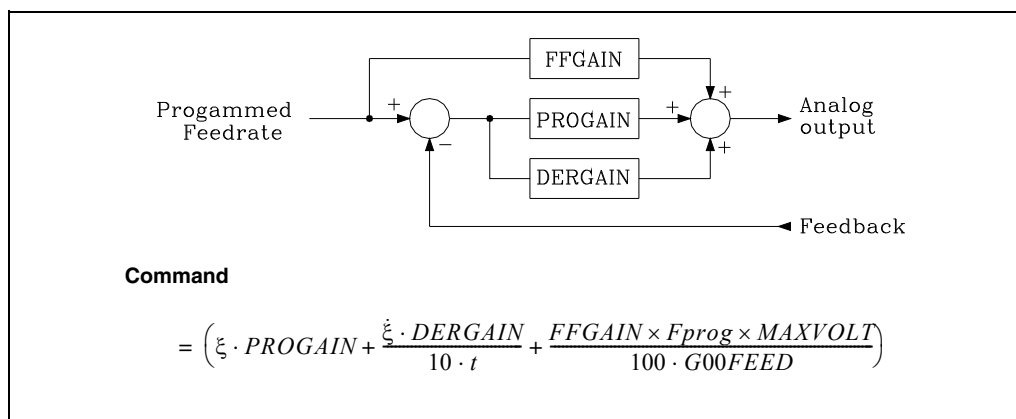 FFGAIN
+
+
Progammed
Feedrate
PROGAIN
+
Analog
output
−
+
DERGAIN
Feedback
Command
= (ξ · PROGAIN + ξ̇ · DERGAIN / 10 · t + FFGAIN × Fprog × MAXVOLT / 100 · G00FEED)